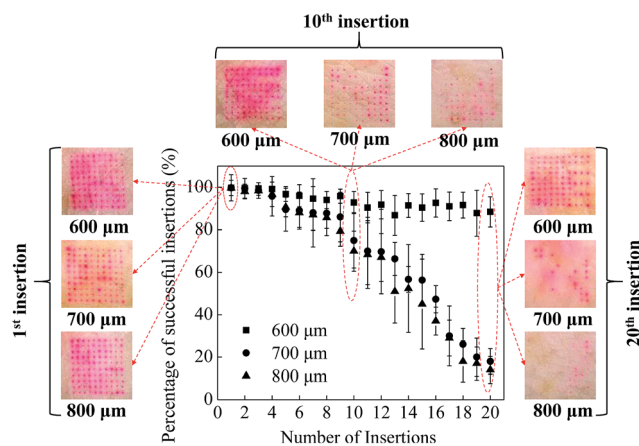 10th insertion
600 μm
700 μm
800 μm
1st insertion
600 μm
700 μm
800 μm
Percentage of successful insertions (%)
100
80
60
40
20
0
600 μm
700 μm
800 μm
0 2 4 6 8 10 12 14 16 18 20
Number of Insertions
600 μm
700 μm
800 μm
20th insertion